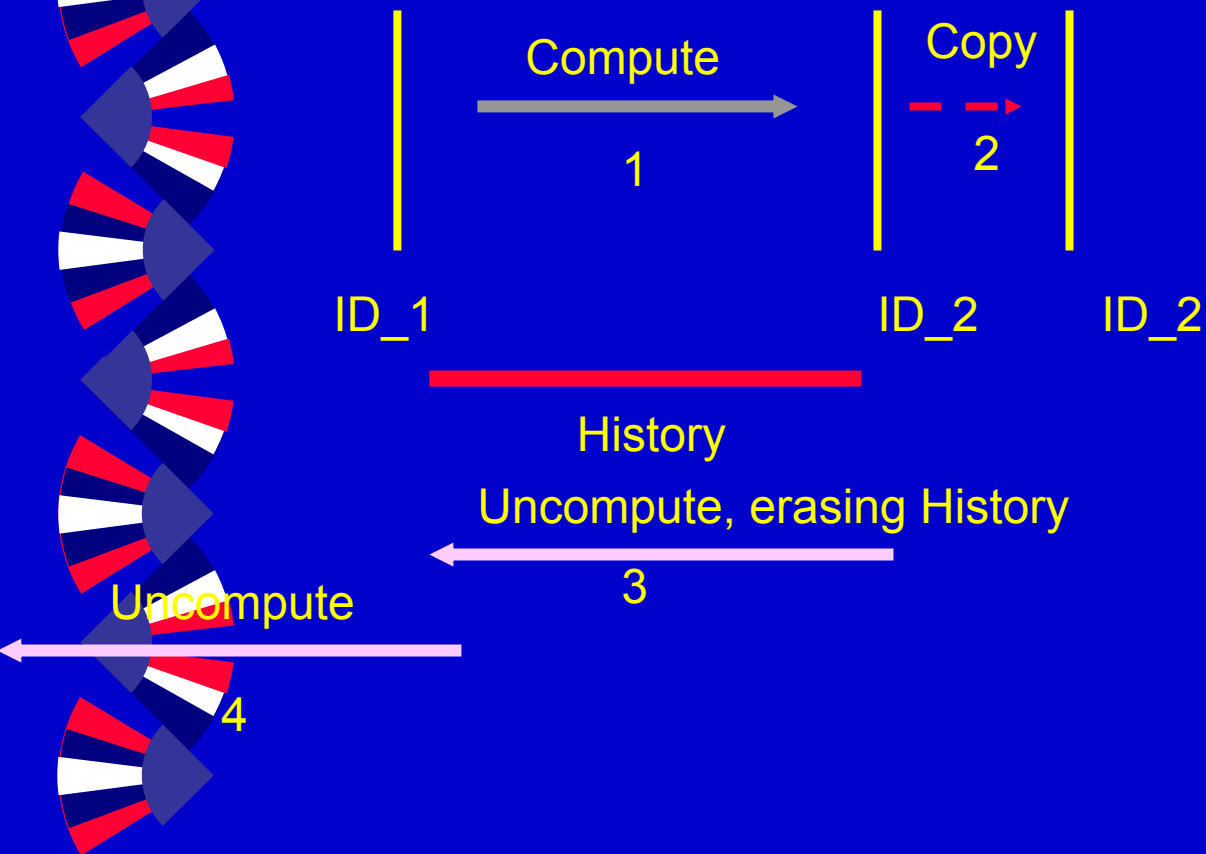 Compute
Copy
1
2
ID_1
ID_2
ID_2
History
Uncompute, erasing History
3
Uncompute
4